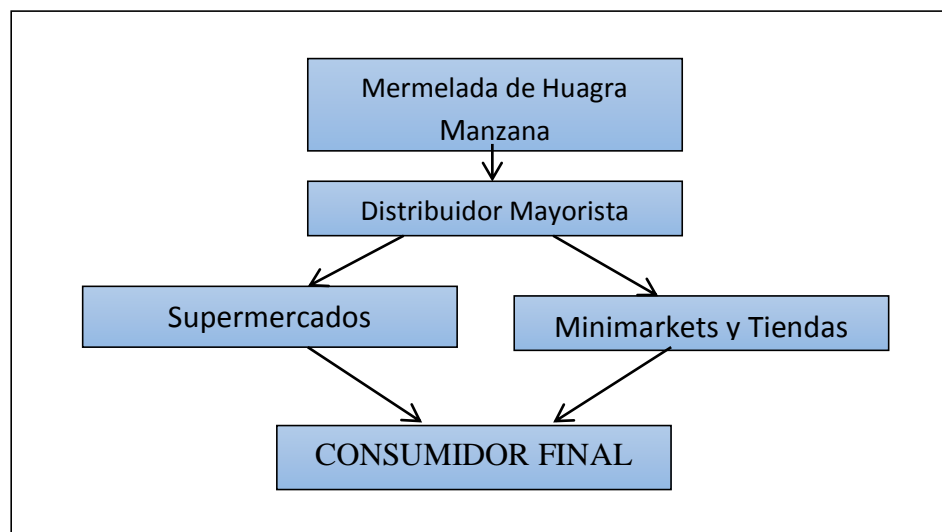 Mermelada de Huagra
Manzana
Distribuidor Mayorista
Supermercados
Minimarkets y Tiendas
CONSUMIDOR FINAL